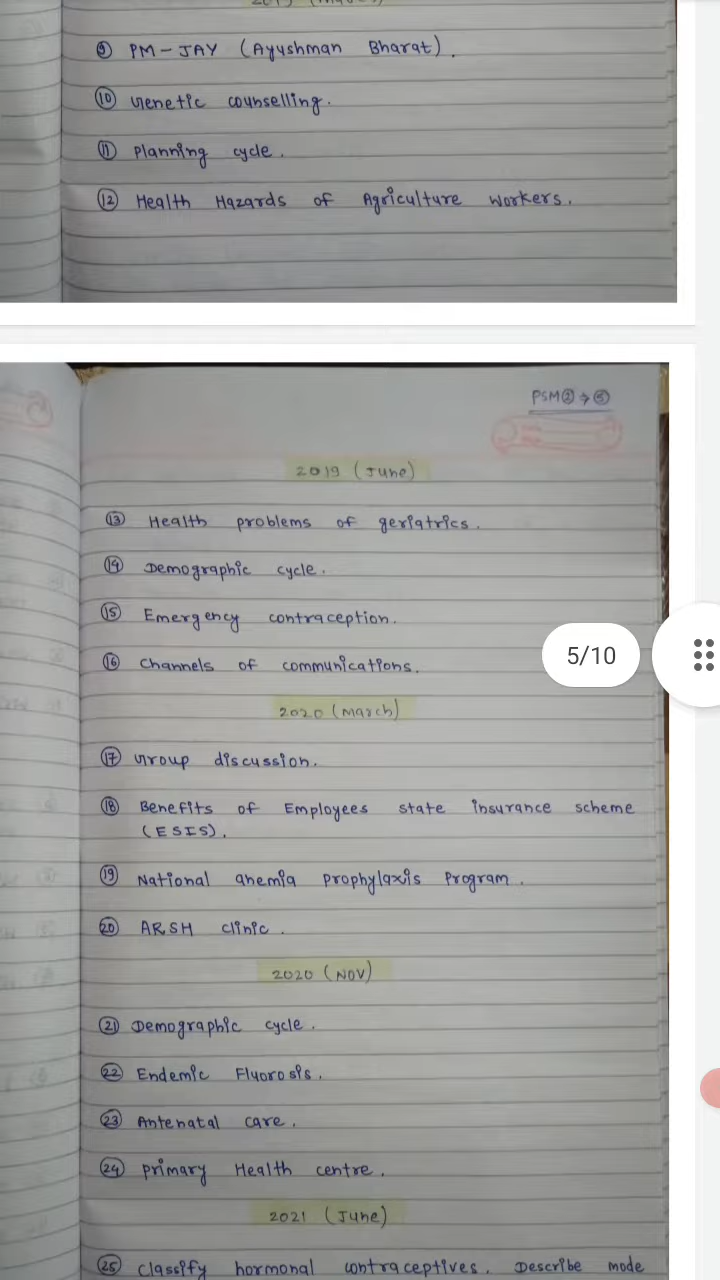 ⑨ PM-JAY (Ayushman Bharat).
⑩ Genetic counselling.
⑪ Planning cycle.
⑫ Health Hazards of Agriculture workers.
PSM② → ③
2019 (June)
⑬ Health problems of geriatrics.
⑭ Demographic cycle.
⑮ Emergency contraception.
⑯ Channels of communications.
5/10
2020 (March)
⑰ Group discussion.
⑱ Benefits of Employees state insurance scheme
(ESIS).
⑲ National anemia prophylaxis Program.
⑳ ARSH clinic.
2020 (NOV)
㉑ Demographic cycle.
㉒ Endemic Fluorosis.
㉓ Antenatal care.
㉔ primary Health centre.
2021 (June)
㉕ classify hormonal contraceptives. Describe mode